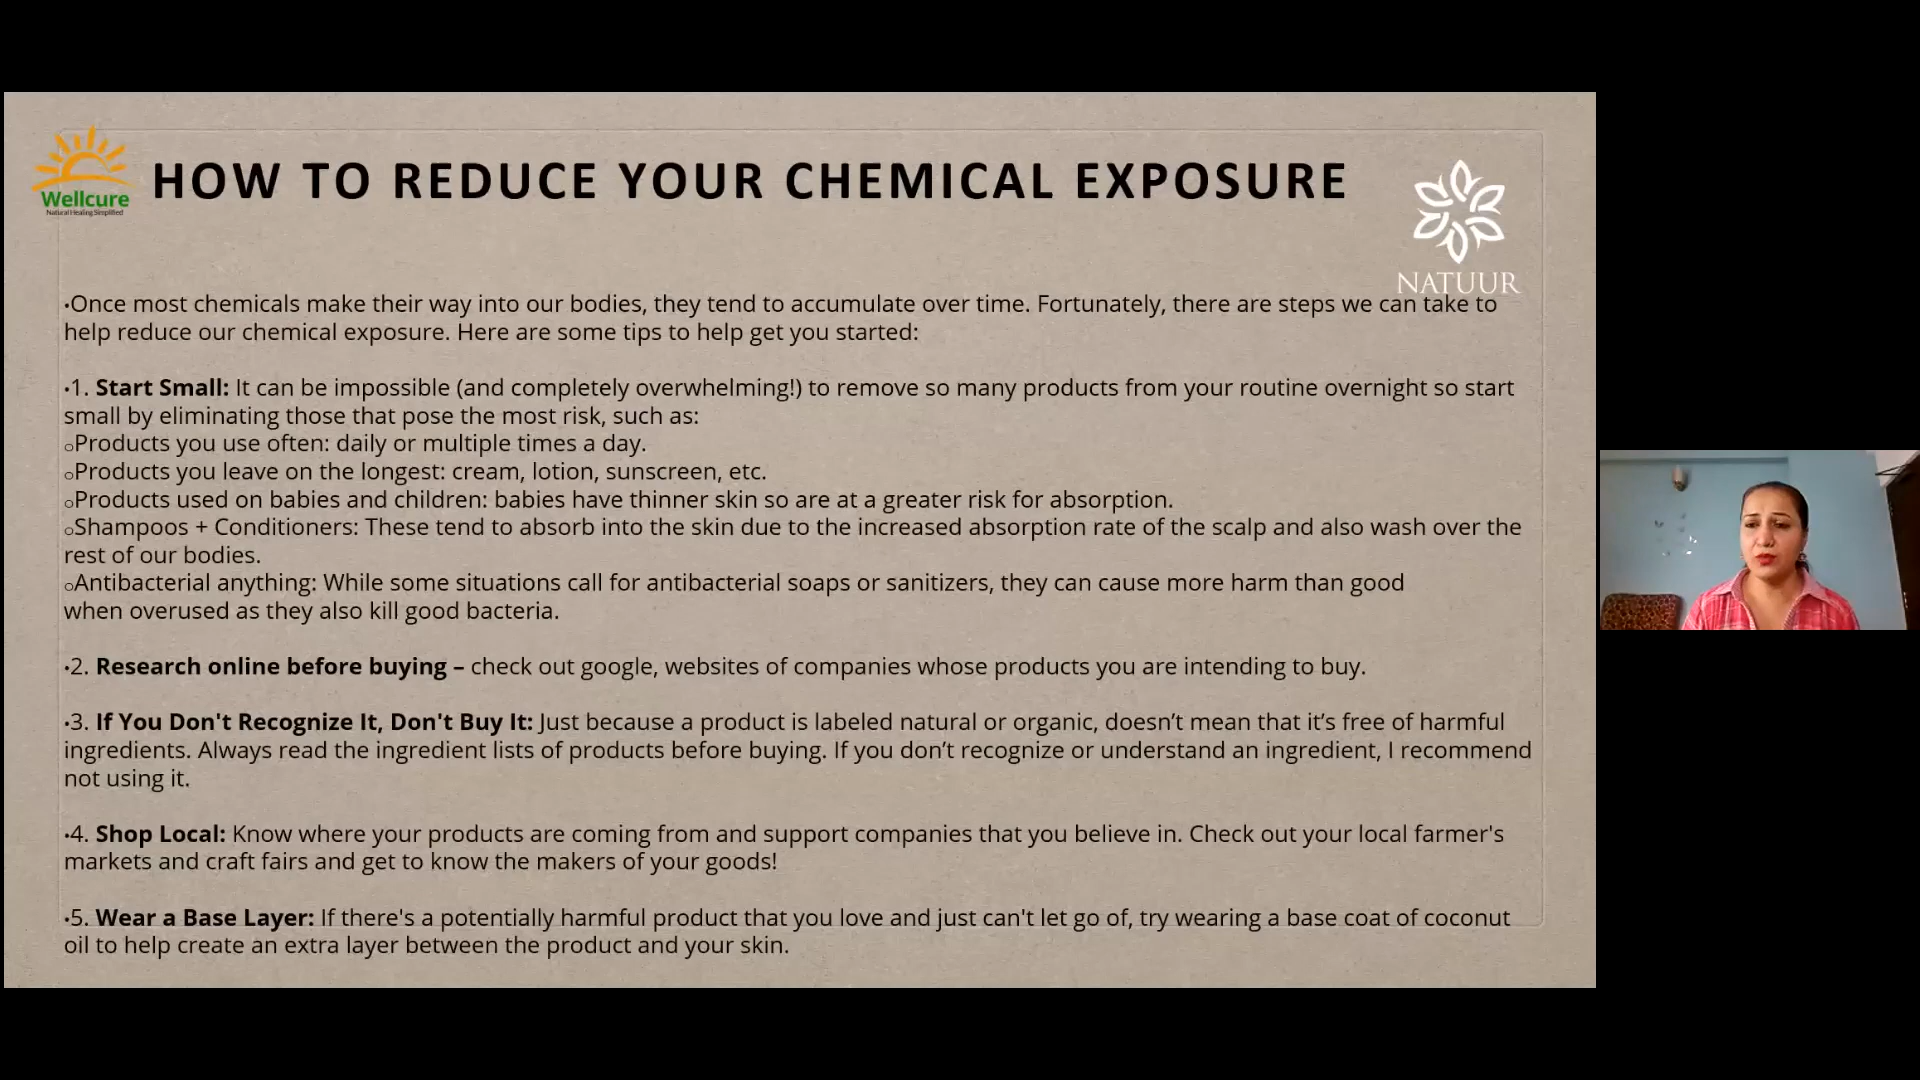 Wellcure
Natural Healing Simplified
HOW TO REDUCE YOUR CHEMICAL EXPOSURE
NATUUR
•Once most chemicals make their way into our bodies, they tend to accumulate over time. Fortunately, there are steps we can take to
help reduce our chemical exposure. Here are some tips to help get you started:
•1. Start Small: It can be impossible (and completely overwhelming!) to remove so many products from your routine overnight so start
small by eliminating those that pose the most risk, such as:
oProducts you use often: daily or multiple times a day.
oProducts you leave on the longest: cream, lotion, sunscreen, etc.
oProducts used on babies and children: babies have thinner skin so are at a greater risk for absorption.
oShampoos + Conditioners: These tend to absorb into the skin due to the increased absorption rate of the scalp and also wash over the
rest of our bodies.
oAntibacterial anything: While some situations call for antibacterial soaps or sanitizers, they can cause more harm than good
when overused as they also kill good bacteria.
•2. Research online before buying – check out google, websites of companies whose products you are intending to buy.
•3. If You Don't Recognize It, Don't Buy It: Just because a product is labeled natural or organic, doesn’t mean that it’s free of harmful
ingredients. Always read the ingredient lists of products before buying. If you don’t recognize or understand an ingredient, I recommend
not using it.
•4. Shop Local: Know where your products are coming from and support companies that you believe in. Check out your local farmer's
markets and craft fairs and get to know the makers of your goods!
•5. Wear a Base Layer: If there's a potentially harmful product that you love and just can't let go of, try wearing a base coat of coconut
oil to help create an extra layer between the product and your skin.